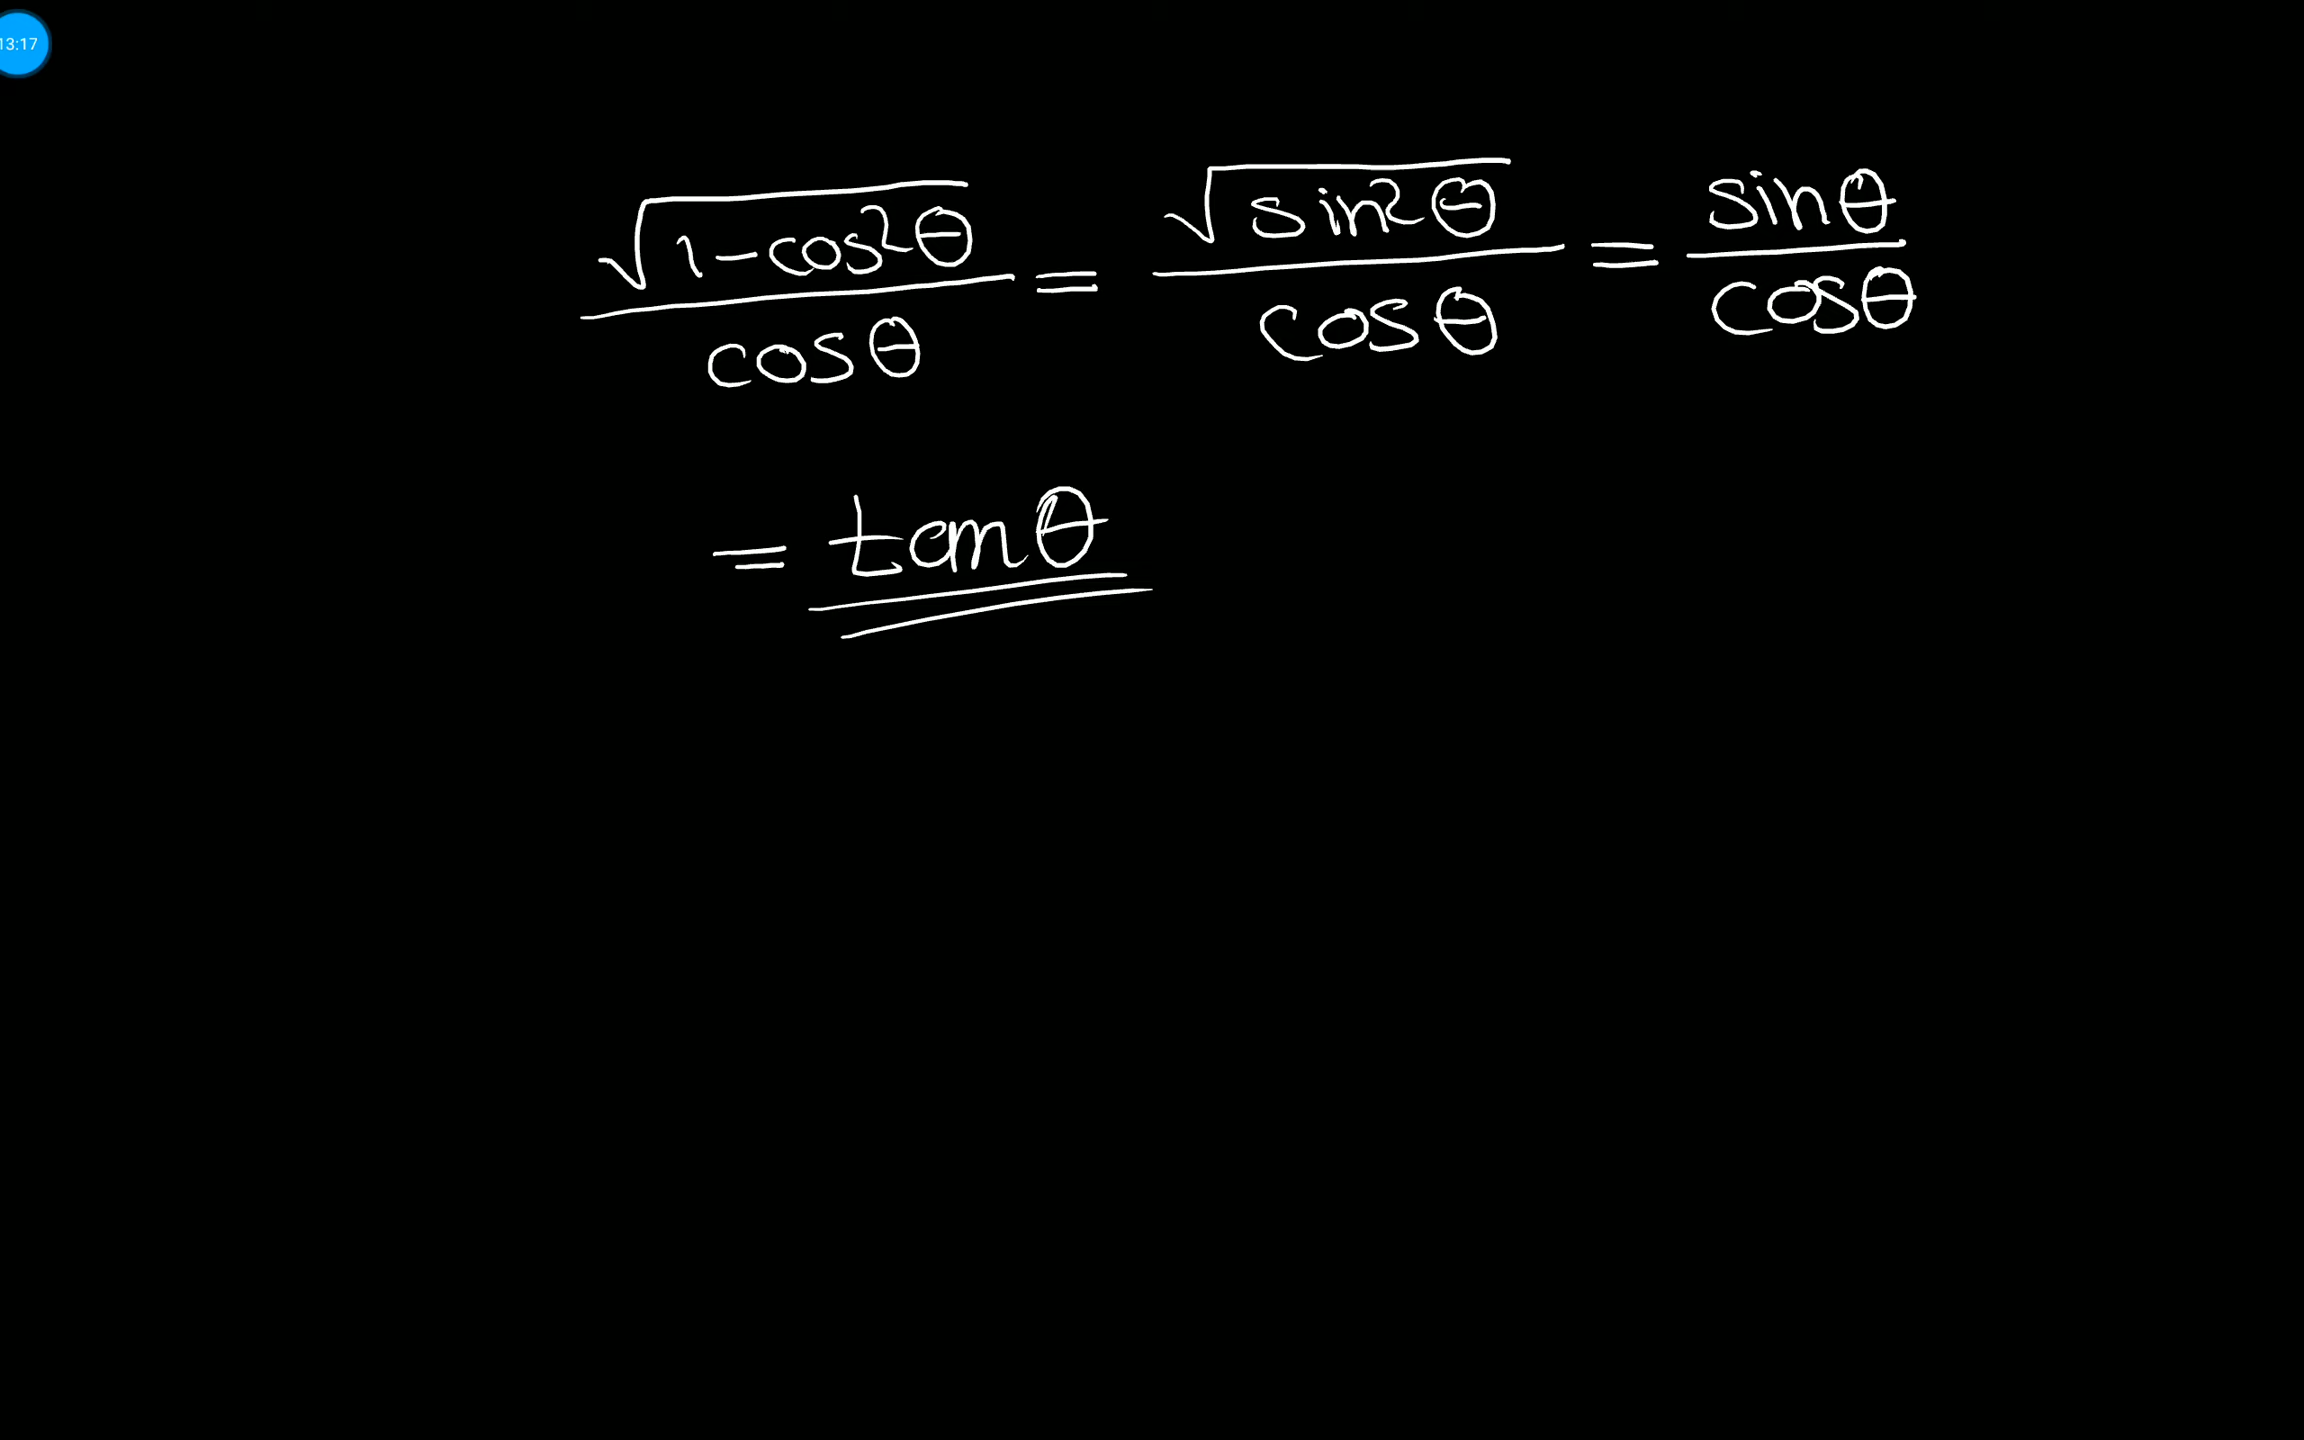 13:17
√(1-cos²θ)/cosθ = √(sin²θ)/cosθ = sinθ/cosθ
= tanθ